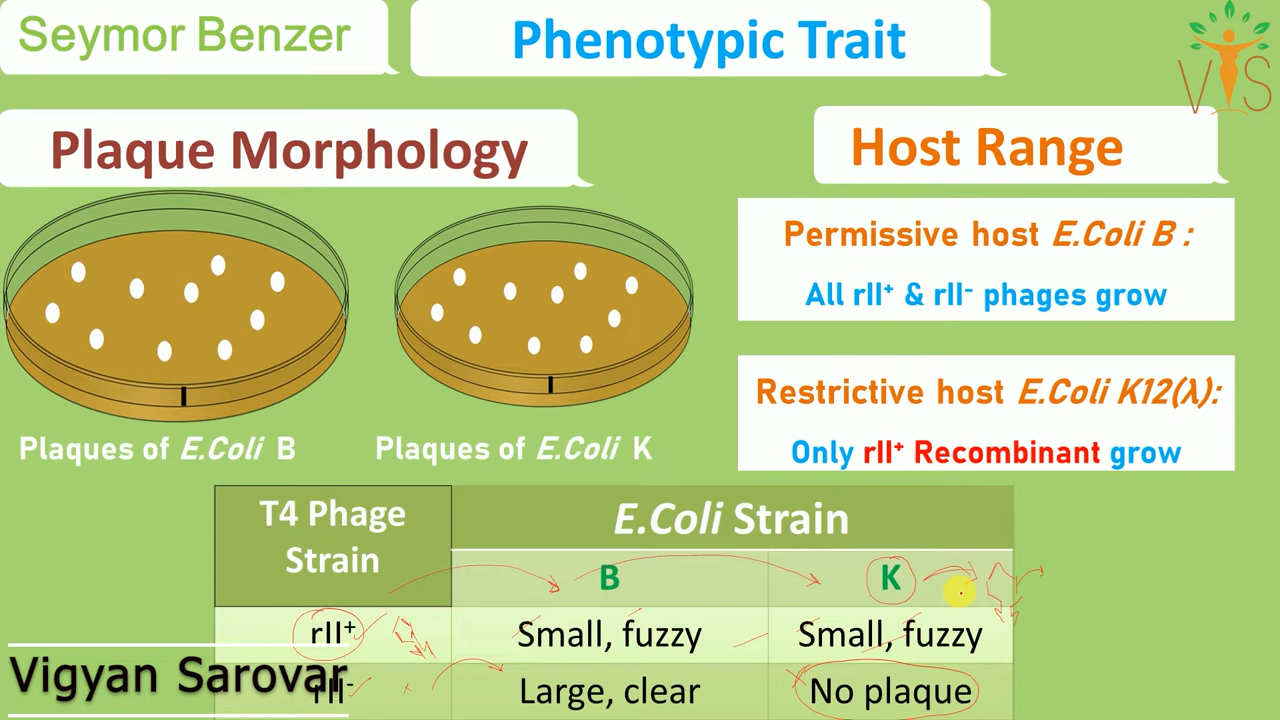 Seymor Benzer
Phenotypic Trait
VIS
Plaque Morphology
Host Range
Permissive host E.Coli B :
All rII⁺ & rII⁻ phages grow
Restrictive host E.Coli K12(λ):
Only rII⁺ Recombinant grow
Plaques of E.Coli B
Plaques of E.Coli K
T4 Phage
Strain
E.Coli Strain
B
K
rII⁺
Small, fuzzy
Small, fuzzy
Vigyan Sarovar
rII⁻
Large, clear
No plaque